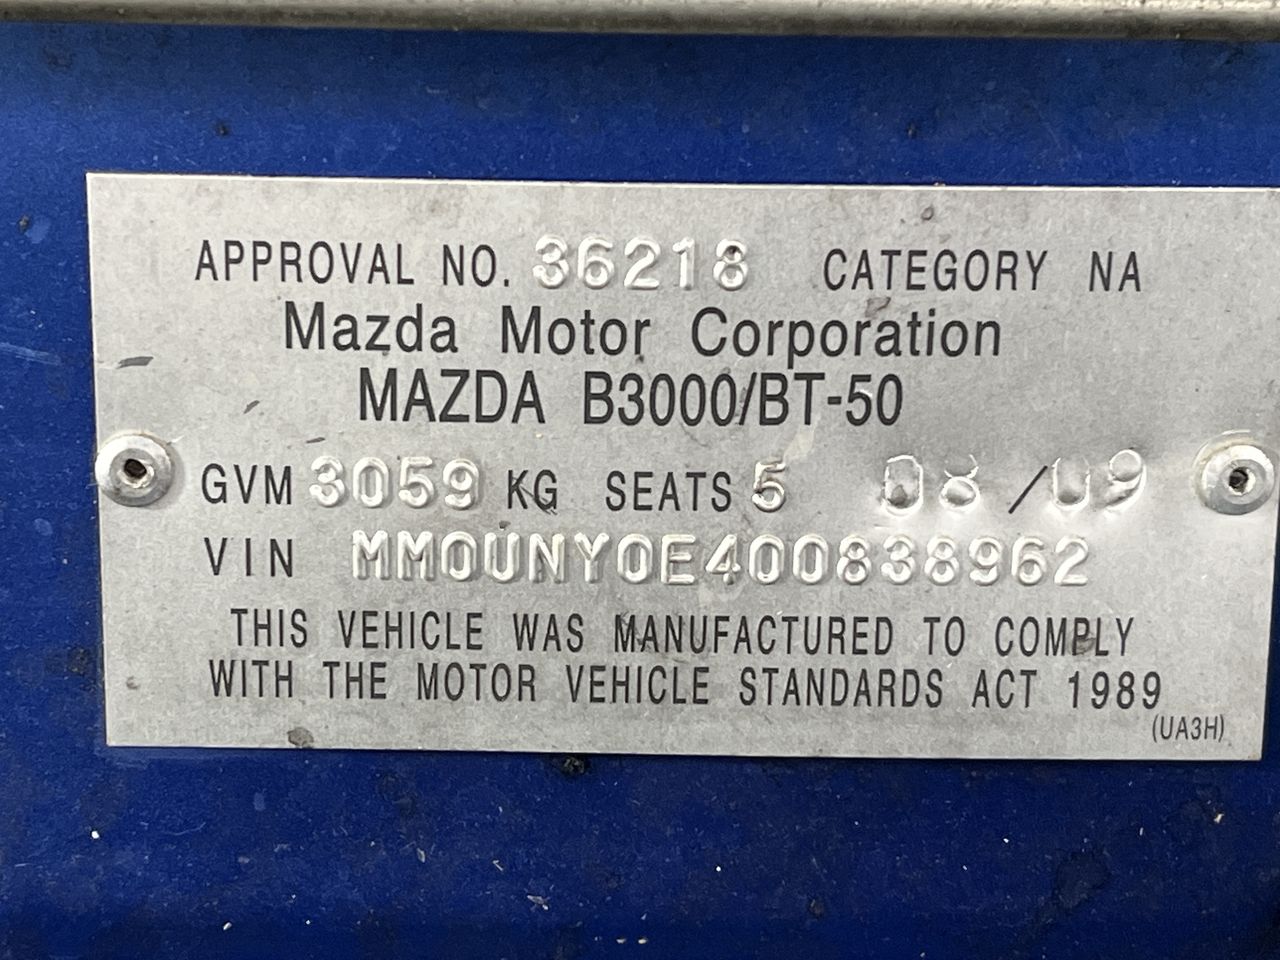 APPROVAL NO. 36218 CATEGORY NA
Mazda Motor Corporation
MAZDA B3000/BT-50
GVM 3059 KG SEATS 5 08/09
VIN MM0UNY0E400838962
THIS VEHICLE WAS MANUFACTURED TO COMPLY
WITH THE MOTOR VEHICLE STANDARDS ACT 1989
(UA3H)